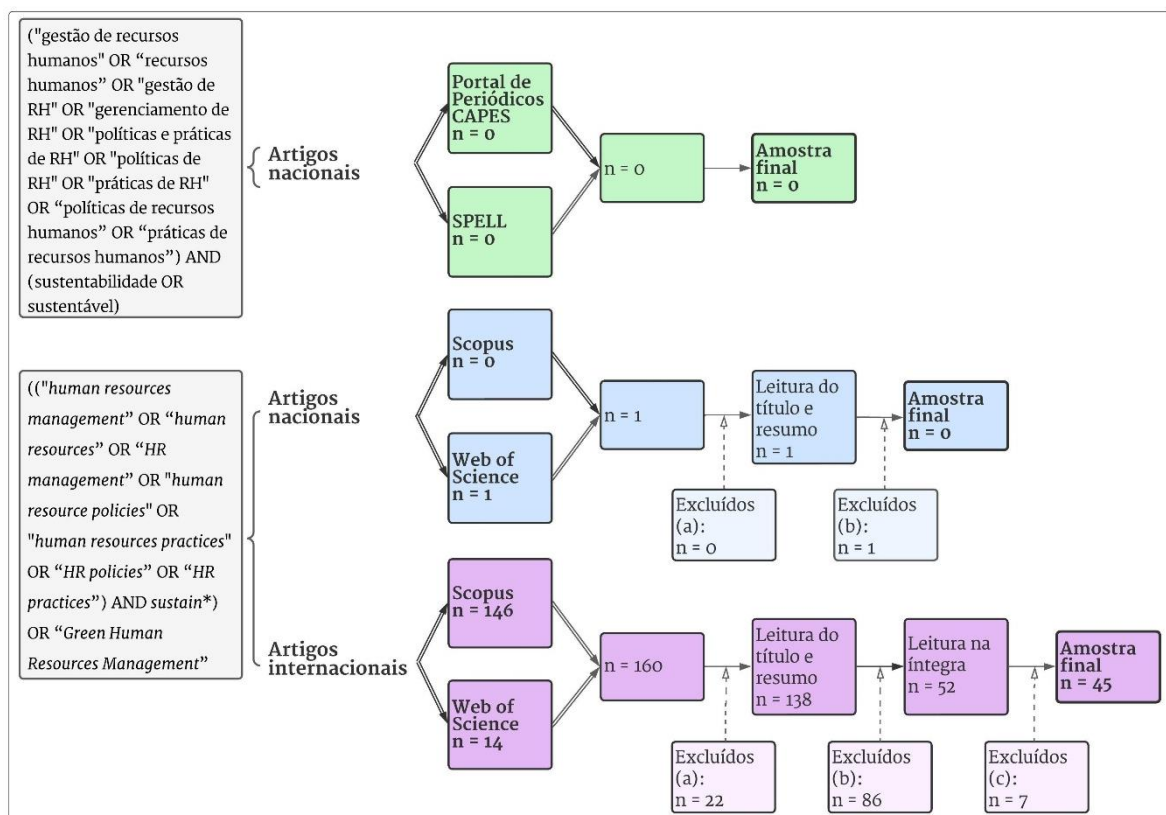 ("gestão de recursos
humanos" OR “recursos
humanos” OR "gestão de
RH" OR "gerenciamento de
RH" OR "políticas e práticas
de RH" OR "políticas de
RH" OR "práticas de RH"
OR “políticas de recursos
humanos” OR “práticas de
recursos humanos”) AND
(sustentabilidade OR
sustentável)
Artigos
nacionais
Portal de
Periódicos
CAPES
n = 0
SPELL
n = 0
n = 0
Amostra
final
n = 0
(("human resources
management” OR “human
resources” OR “HR
management” OR "human
resource policies" OR
"human resources practices"
OR “HR policies” OR “HR
practices”) AND sustain*)
OR “Green Human
Resources Management”
Artigos
nacionais
Scopus
n = 0
Web of
Science
n = 1
n = 1
Leitura do
título e
resumo
n = 1
Amostra
final
n = 0
Excluídos
(a):
n = 0
Excluídos
(b):
n = 1
Artigos
internacionais
Scopus
n = 146
Web of
Science
n = 14
n = 160
Leitura do
título e
resumo
n = 138
Leitura na
íntegra
n = 52
Amostra
final
n = 45
Excluídos
(a):
n = 22
Excluídos
(b):
n = 86
Excluídos
(c):
n = 7